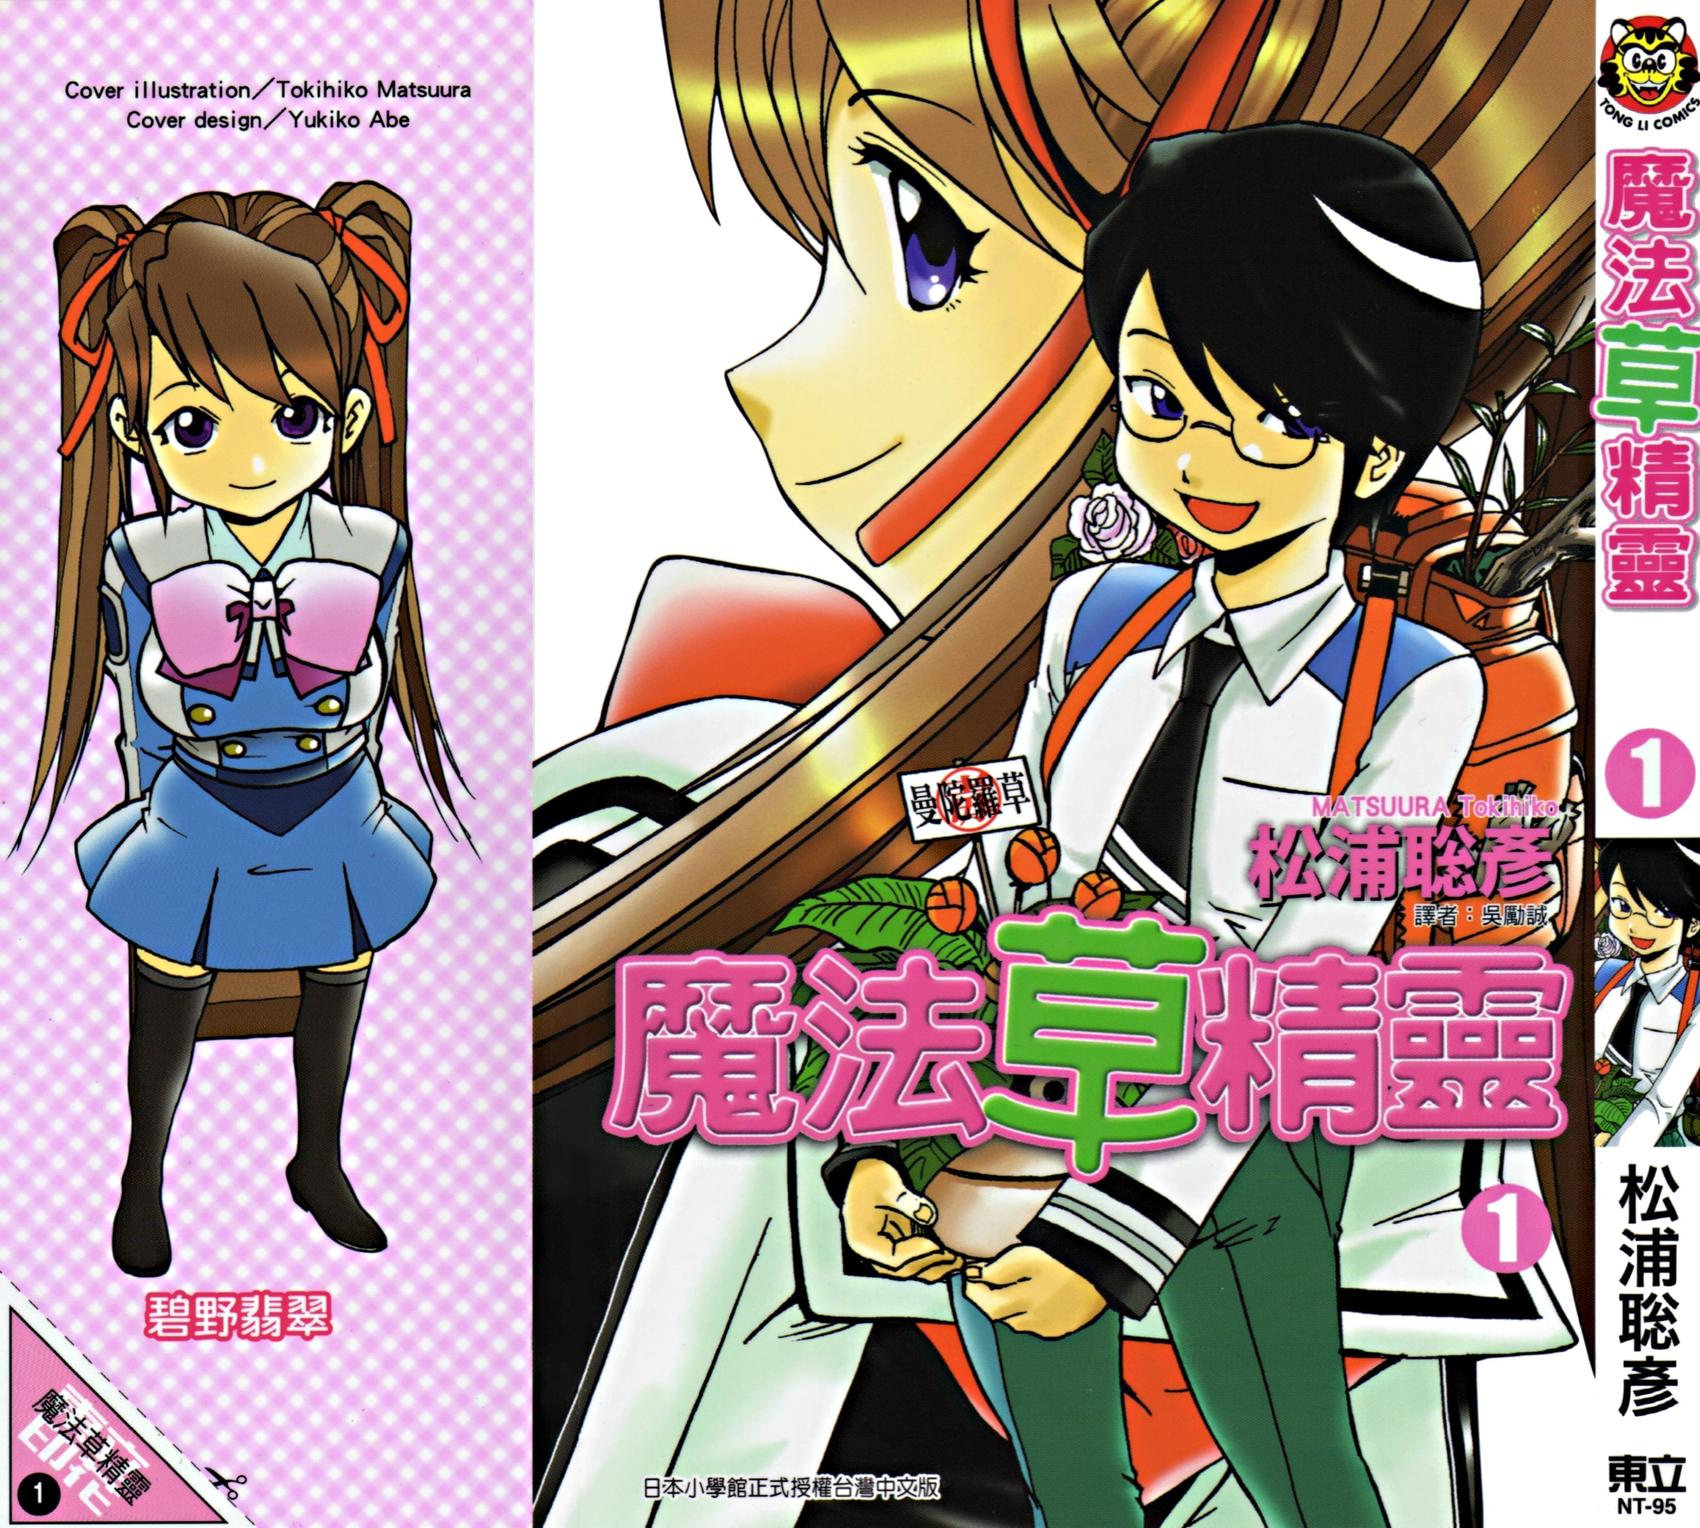 Cover illustration／Tokihiko Matsuura
Cover design／Yukiko Abe
碧野翡翠
魔法草精靈
1
曼陀羅草
MATSUURA Tokihiko
松浦聡彥
譯者：吳勵誠
魔法草精靈
1
日本小學館正式授權台灣中文版
TONG LI COMICS
魔法草精靈
1
松浦聡彥
東立
NT-95